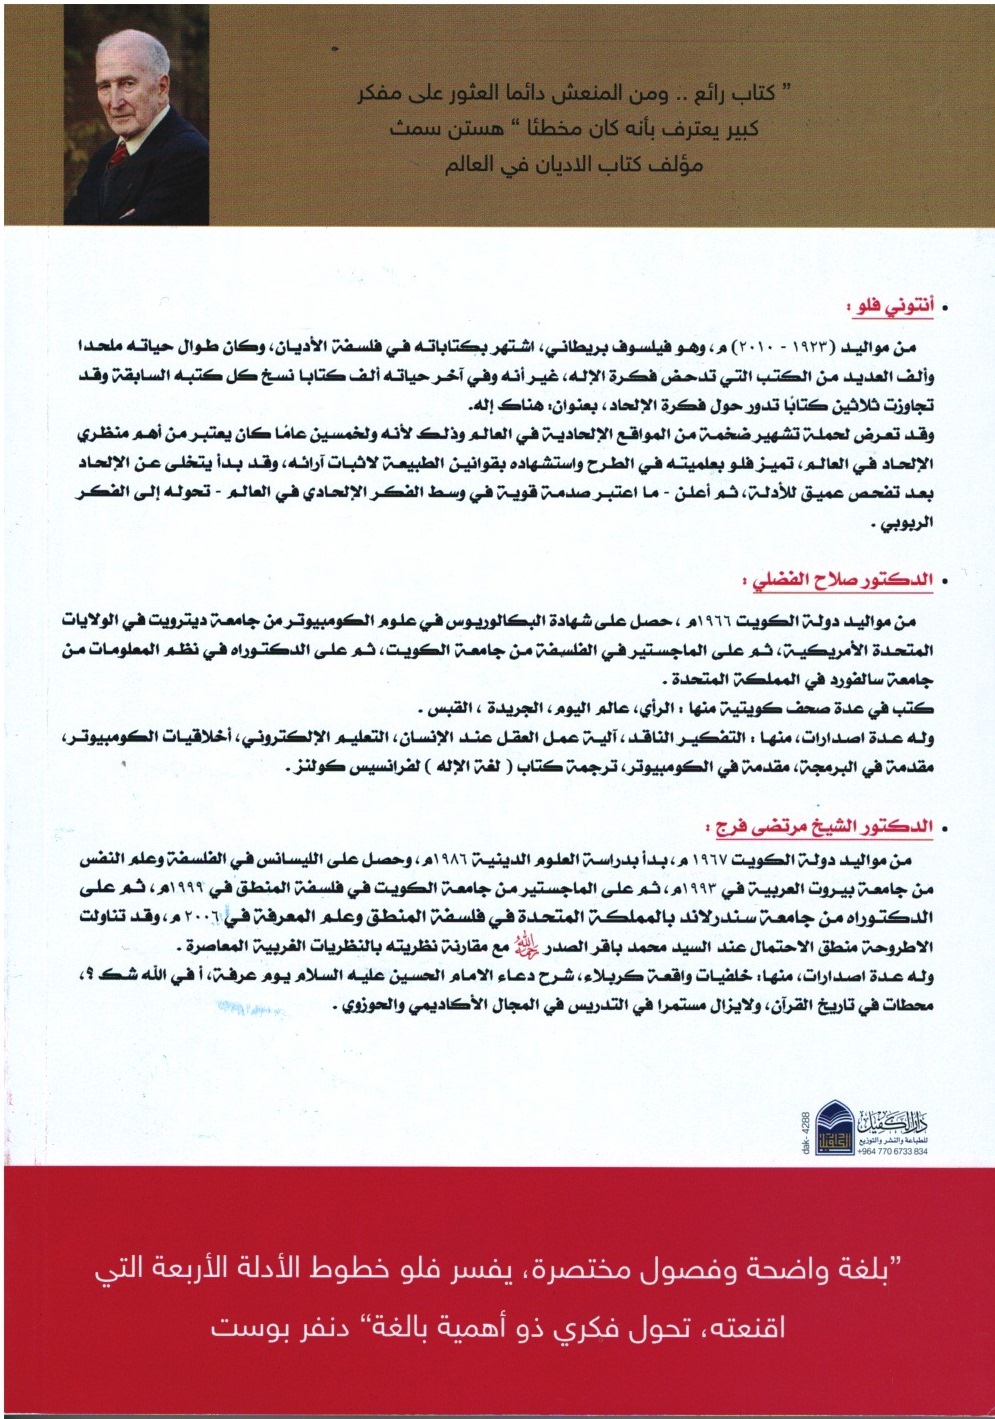 ” كتاب رائع .. ومن المنعش دائما العثور على مفكر
كبير يعترف بأنه كان مخطئا “ هستن سمث
مؤلف كتاب الاديان في العالم
• أنتوني فلو :
من مواليد (١٩٢٣ - ٢٠١٠) م، وهو فيلسوف بريطاني، اشتهر بكتاباته في فلسفة الأديان، وكان طوال حياته ملحدا
وألف العديد من الكتب التي تدحض فكرة الإله، غير أنه وفي آخر حياته ألف كتابا نسخ كل كتبه السابقة وقد
تجاوزت ثلاثين كتابًا تدور حول فكرة الإلحاد، بعنوان: هناك إله.
وقد تعرض لحملة تشهير ضخمة من المواقع الإلحادية في العالم وذلك لأنه ولخمسين عامًا كان يعتبر من أهم منظري
الإلحاد في العالم، تميز فلو بعلميته في الطرح واستشهاده بقوانين الطبيعة لاثبات آرائه، وقد بدأ يتخلى عن الإلحاد
بعد تفحص عميق للأدلة، ثم أعلن - ما اعتبر صدمة قوية في وسط الفكر الإلحادي في العالم - تحوله إلى الفكر
الربوبي .
• الدكتور صلاح الفضلي :
من مواليد دولة الكويت ١٩٦٦م ، حصل على شهادة البكالوريوس في علوم الكومبيوتر من جامعة ديترويت في الولايات
المتحدة الأمريكية، ثم على الماجستير في الفلسفة من جامعة الكويت، ثم على الدكتوراه في نظم المعلومات من
جامعة سالفورد في المملكة المتحدة .
كتب في عدة صحف كويتية منها : الرأي، عالم اليوم، الجريدة ، القبس .
وله عدة اصدارات، منها : التفكير الناقد، آلية عمل العقل عند الإنسان، التعليم الإلكتروني، أخلاقيات الكومبيوتر،
مقدمة في البرمجة، مقدمة في الكومبيوتر، ترجمة كتاب ( لغة الإله ) لفرانسيس كولنز .
• الدكتور الشيخ مرتضى فرج :
من مواليد دولة الكويت ١٩٦٧ م، بدأ بدراسة العلوم الدينية ١٩٨٦م، وحصل على الليسانس في الفلسفة وعلم النفس
من جامعة بيروت العربية في ١٩٩٣م، ثم على الماجستير من جامعة الكويت في فلسفة المنطق في ١٩٩٩م، ثم على
الدكتوراه من جامعة سندرلاند بالمملكة المتحدة في فلسفة المنطق وعلم المعرفة في ٢٠٠٦ م، وقد تناولت
الاطروحة منطق الاحتمال عند السيد محمد باقر الصدر رحمه الله مع مقارنة نظريته بالنظريات الغربية المعاصرة .
وله عدة اصدارات، منها: خلفيات واقعة كربلاء، شرح دعاء الامام الحسين عليه السلام يوم عرفة، أ في الله شك ؟،
محطات في تاريخ القرآن، ولايزال مستمرا في التدريس في المجال الأكاديمي والحوزوي .
دار الكفيل
للطباعة والنشر والتوزيع
+964 770 6733 834
dak- 4288
”بلغة واضحة وفصول مختصرة، يفسر فلو خطوط الأدلة الأربعة التي
اقنعته، تحول فكري ذو أهمية بالغة“ دنفر بوست